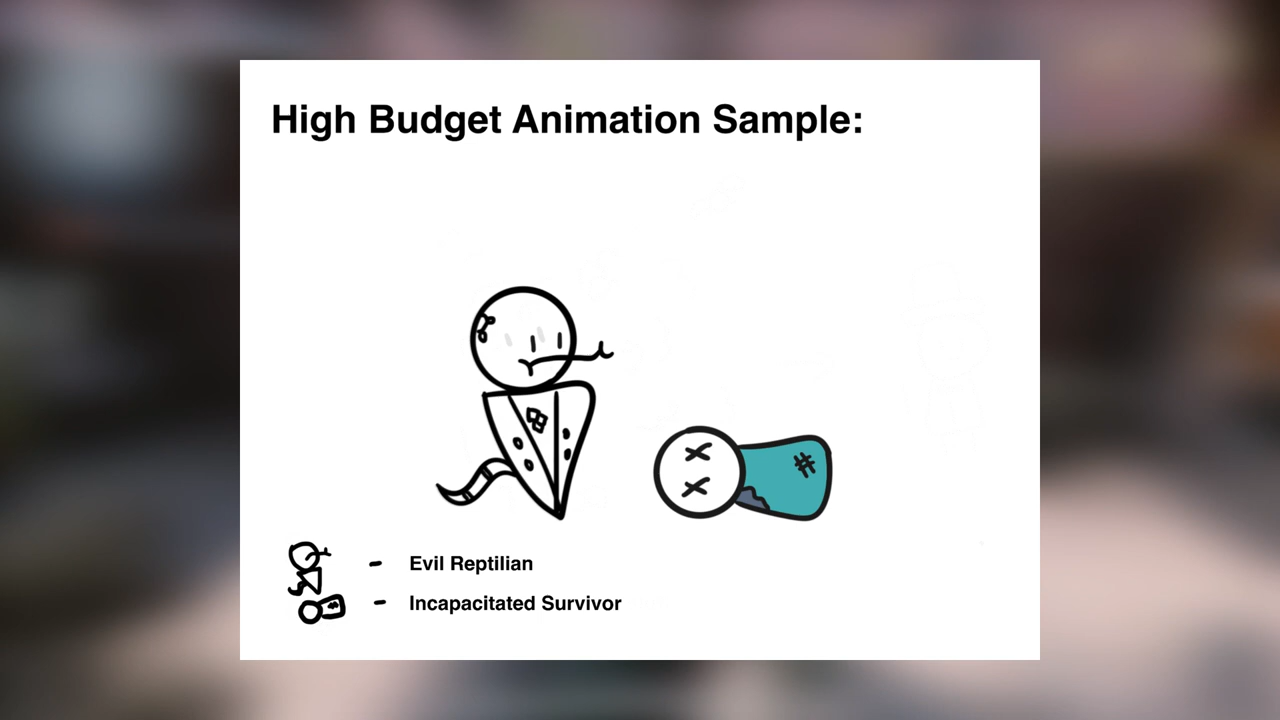 High Budget Animation Sample:
- Evil Reptilian
- Incapacitated Survivor